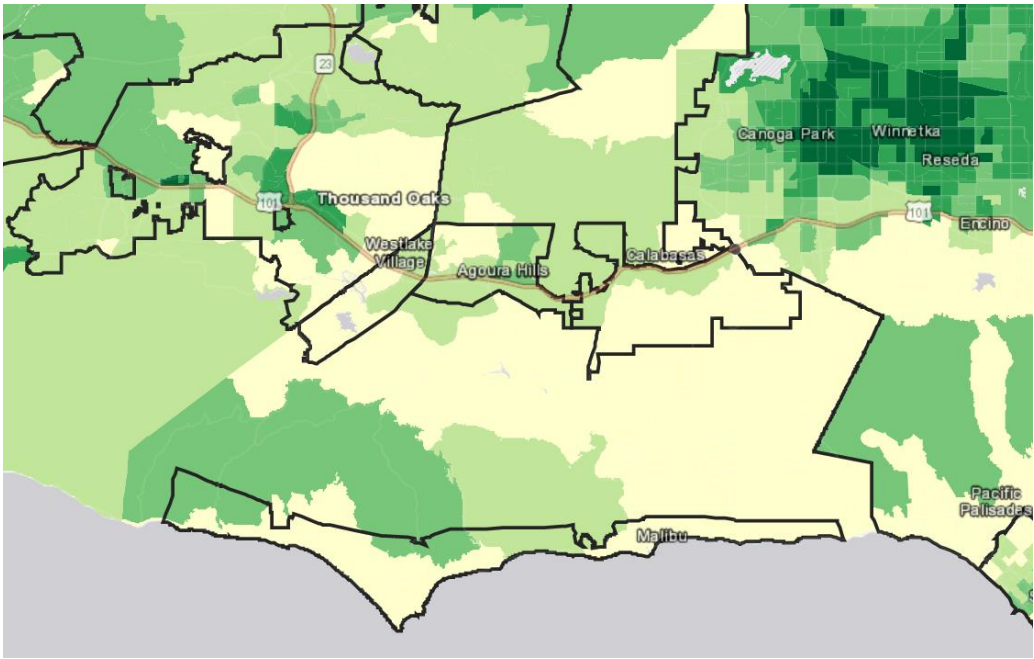 23
Canoga Park
Winnetka
Reseda
101
Thousand Oaks
101
Encino
Westlake
Village
Calabasas
Agoura Hills
Pacific
Palisades
Malibu
S